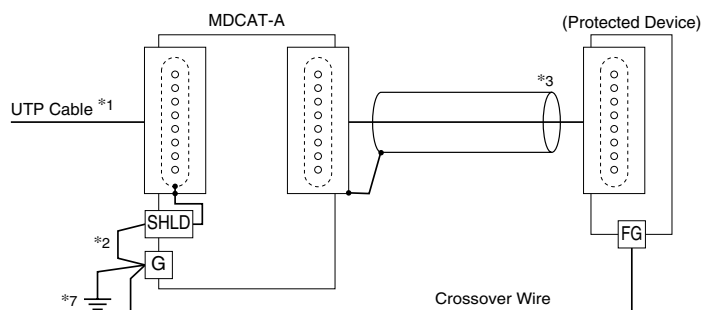 MDCAT-A
(Protected Device)
UTP Cable *1
*3
SHLD
*2
G
FG
*7
Crossover Wire